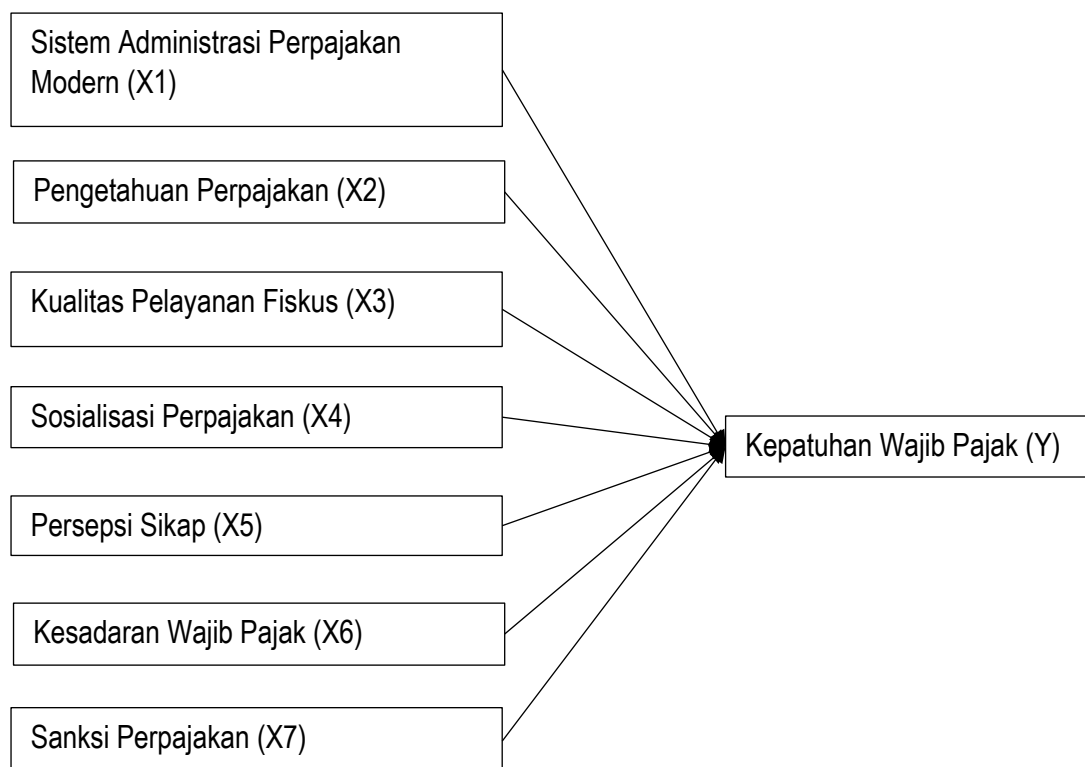 Sistem Administrasi Perpajakan
Modern (X1)
Pengetahuan Perpajakan (X2)
Kualitas Pelayanan Fiskus (X3)
Sosialisasi Perpajakan (X4)
Kepatuhan Wajib Pajak (Y)
Persepsi Sikap (X5)
Kesadaran Wajib Pajak (X6)
Sanksi Perpajakan (X7)